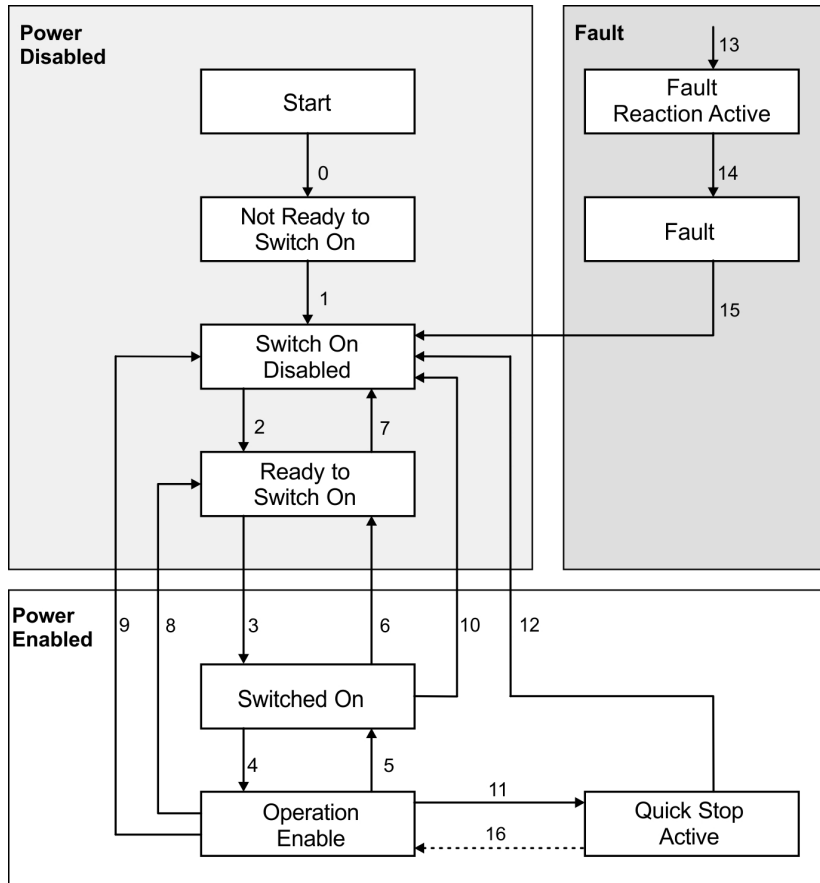 Power
Disabled
Start
0
Not Ready to
Switch On
1
Switch On
Disabled
2
7
Ready to
Switch On
Fault
13
Fault
Reaction Active
14
Fault
15
Power
Enabled
9
8
3
6
10
12
Switched On
4
5
Operation
Enable
11
16
Quick Stop
Active